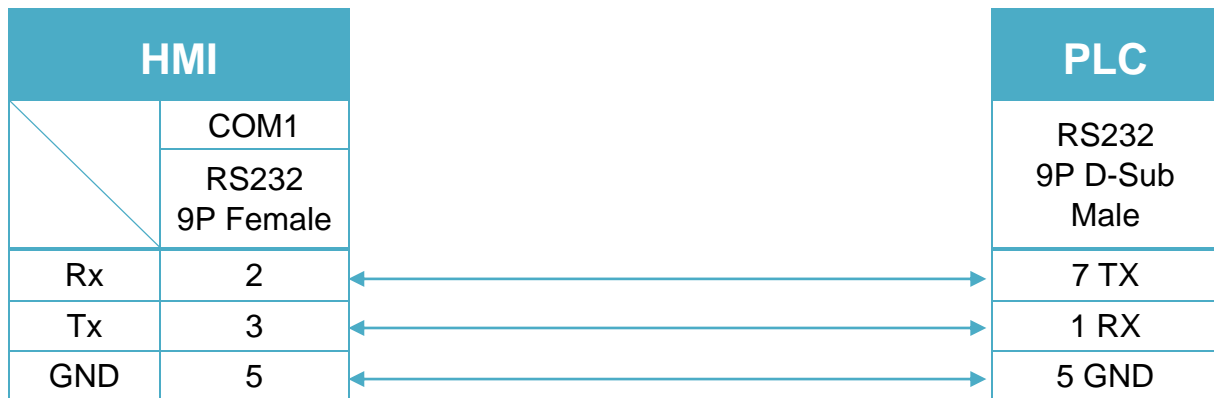 HMI
PLC
COM1
RS232
9P Female
RS232
9P D-Sub
Male
Rx 2 7 TX
Tx 3 1 RX
GND 5 5 GND